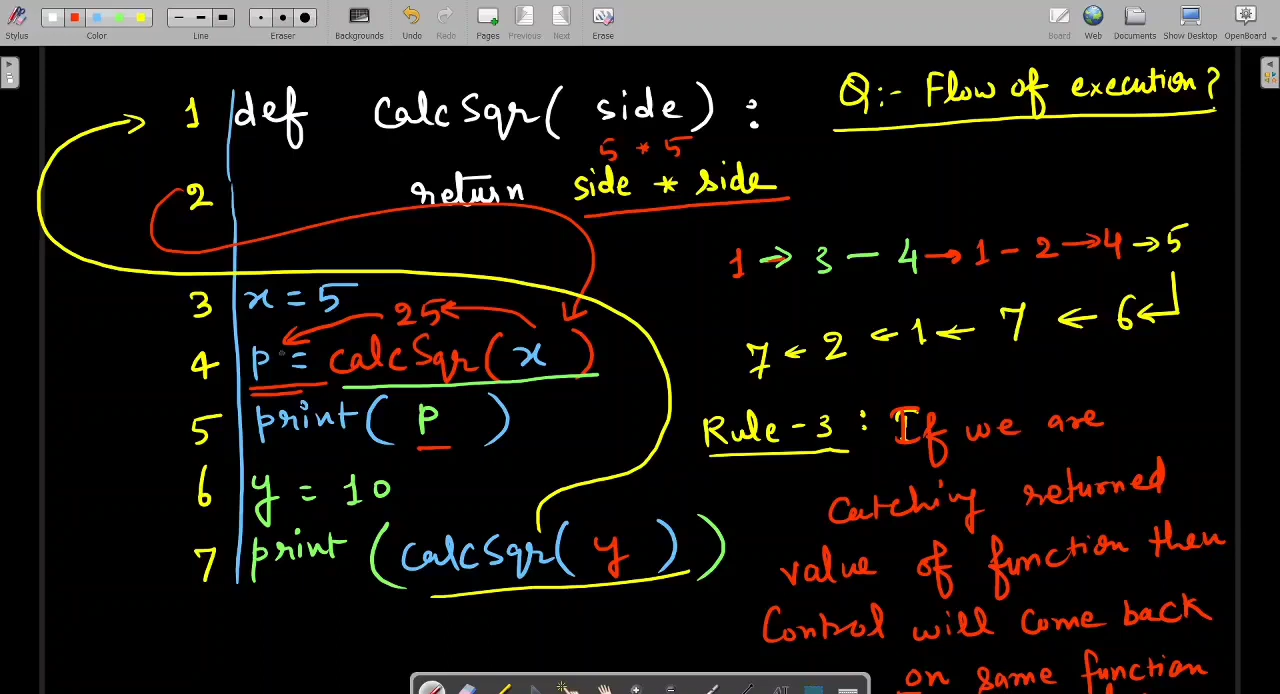 Stylus
Color
Line
Eraser
Backgrounds
Undo
Redo
Pages
Previous
Next
Erase
Board
Web
Documents
Show Desktop
OpenBoard
Q:- Flow of execution?
1 def calcSqr( side ) :
5 * 5
2 return side * side
3 x = 5
25
4 p = calcSqr( x )
5 print( p )
6 y = 10
7 print ( calcSqr( y ) )
1 → 3 - 4 → 1 - 2 → 4 → 5
7 ← 2 ← 1 ← 7 ← 6 ←
Rule-3 : If we are
Catching returned
value of function then
Control will come back
on same function